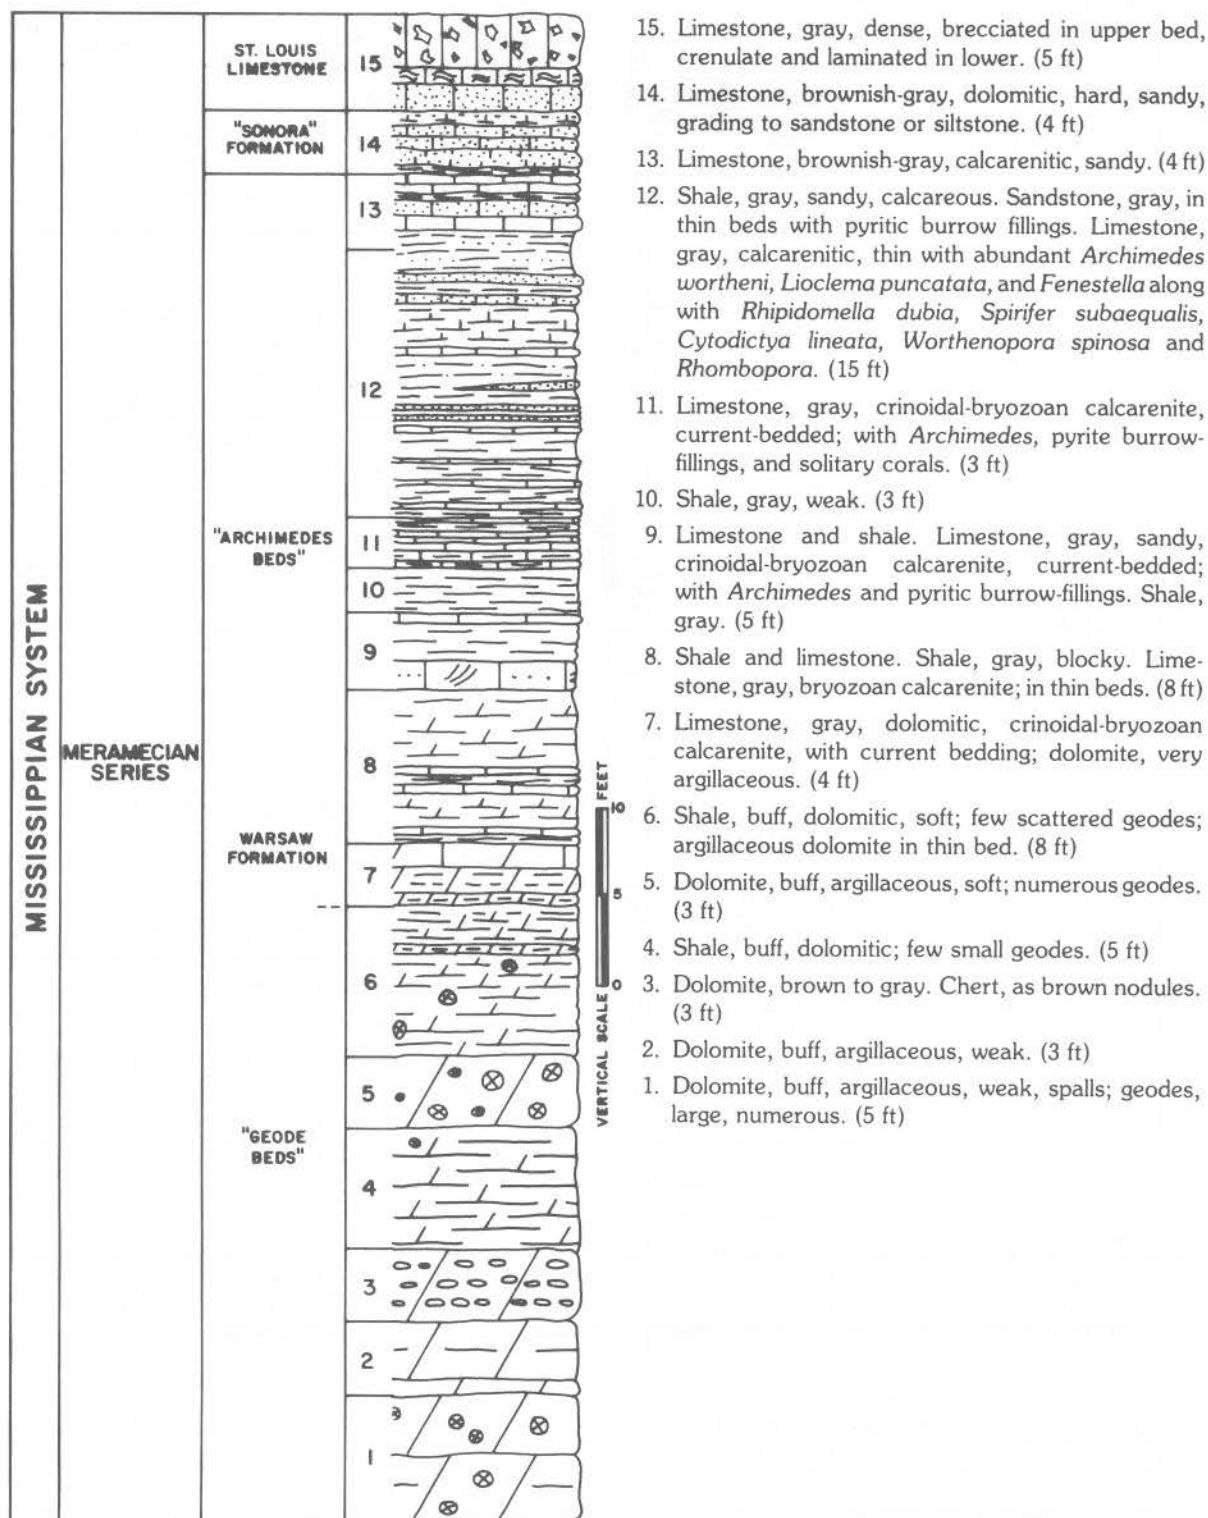 MISSISSIPPIAN SYSTEM
MERAMECIAN
SERIES
ST. LOUIS
LIMESTONE
"SONORA"
FORMATION
"ARCHIMEDES
BEDS"
WARSAW
FORMATION
"GEODE
BEDS"
15
14
13
12
11
10
9
8
7
6
5
4
3
2
1
VERTICAL SCALE FEET
10
5
0
15. Limestone, gray, dense, brecciated in upper bed,
crenulate and laminated in lower. (5 ft)
14. Limestone, brownish-gray, dolomitic, hard, sandy,
grading to sandstone or siltstone. (4 ft)
13. Limestone, brownish-gray, calcarenitic, sandy. (4 ft)
12. Shale, gray, sandy, calcareous. Sandstone, gray, in
thin beds with pyritic burrow fillings. Limestone,
gray, calcarenitic, thin with abundant Archimedes
wortheni, Lioclema puncatata, and Fenestella along
with Rhipidomella dubia, Spirifer subaequalis,
Cytodictya lineata, Worthenopora spinosa and
Rhombopora. (15 ft)
11. Limestone, gray, crinoidal-bryozoan calcarenite,
current-bedded; with Archimedes, pyrite burrow-
fillings, and solitary corals. (3 ft)
10. Shale, gray, weak. (3 ft)
9. Limestone and shale. Limestone, gray, sandy,
crinoidal-bryozoan calcarenite, current-bedded;
with Archimedes and pyritic burrow-fillings. Shale,
gray. (5 ft)
8. Shale and limestone. Shale, gray, blocky. Lime-
stone, gray, bryozoan calcarenite; in thin beds. (8 ft)
7. Limestone, gray, dolomitic, crinoidal-bryozoan
calcarenite, with current bedding; dolomite, very
argillaceous. (4 ft)
6. Shale, buff, dolomitic, soft; few scattered geodes;
argillaceous dolomite in thin bed. (8 ft)
5. Dolomite, buff, argillaceous, soft; numerous geodes.
(3 ft)
4. Shale, buff, dolomitic; few small geodes. (5 ft)
3. Dolomite, brown to gray. Chert, as brown nodules.
(3 ft)
2. Dolomite, buff, argillaceous, weak. (3 ft)
1. Dolomite, buff, argillaceous, weak, spalls; geodes,
large, numerous. (5 ft)